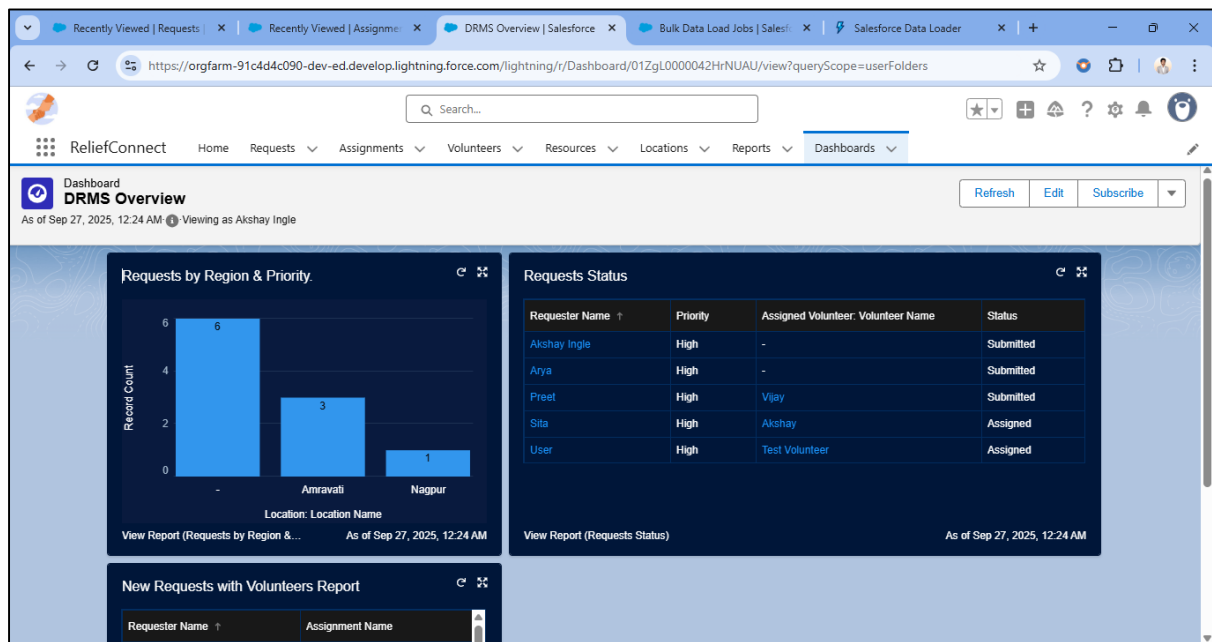 Recently Viewed | Requests | Recently Viewed | Assignmen DRMS Overview | Salesforce Bulk Data Load Jobs | Salesfo Salesforce Data Loader
https://orgfarm-91c4d4c090-dev-ed.develop.lightning.force.com/lightning/r/Dashboard/01ZgL0000042HrNUAU/view?queryScope=userFolders
Search...
ReliefConnect Home Requests Assignments Volunteers Resources Locations Reports Dashboards
Dashboard
DRMS Overview
As of Sep 27, 2025, 12:24 AM·Viewing as Akshay Ingle
Refresh Edit Subscribe
Requests by Region & Priority.
Record Count
6
4
2
0
6
3
1
- Amravati Nagpur
Location: Location Name
View Report (Requests by Region &... As of Sep 27, 2025, 12:24 AM
Requests Status
Requester Name ↑ Priority Assigned Volunteer: Volunteer Name Status
Akshay Ingle High - Submitted
Arya High - Submitted
Preet High Vijay Submitted
Sita High Akshay Assigned
User High Test Volunteer Assigned
View Report (Requests Status) As of Sep 27, 2025, 12:24 AM
New Requests with Volunteers Report
Requester Name ↑ Assignment Name